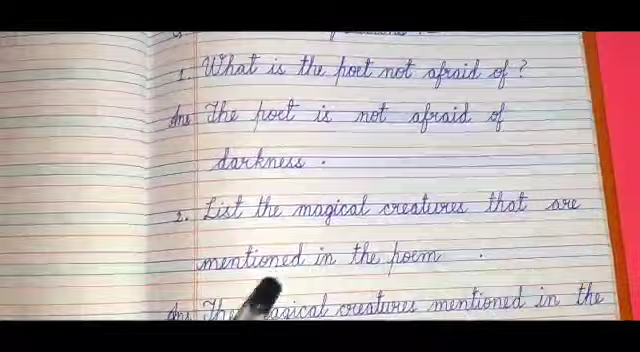 1. What is the poet not afraid of ?
Ans The poet is not afraid of
darkness .
2. List the magical creatures that are
mentioned in the poem .
Ans The magical creatures mentioned in the